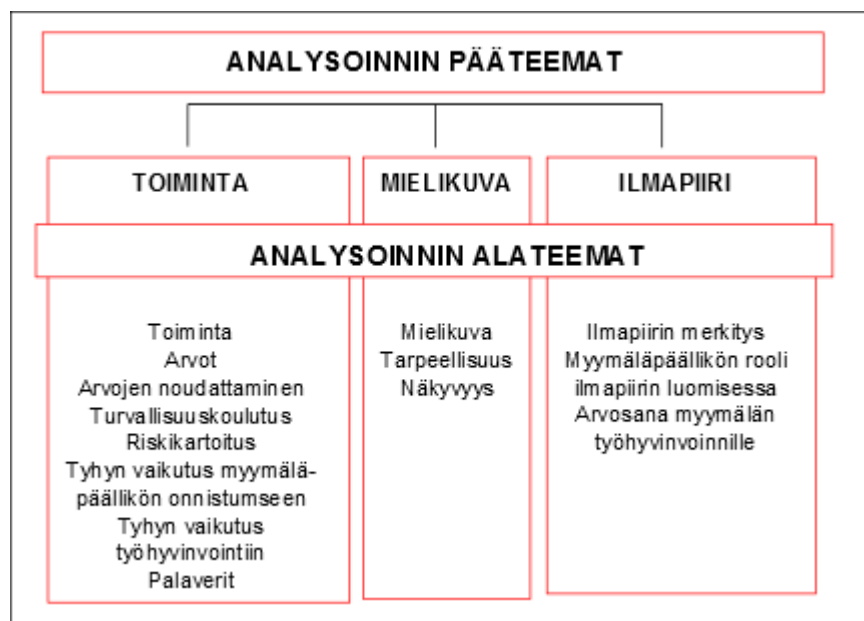 ANALYSOINNIN PÄÄTEEMAT
TOIMINTA
MIELIKUVA
ILMAPIIRI
ANALYSOINNIN ALATEEMAT
Toiminta
Arvot
Arvojen noudattaminen
Turvallisuuskoulutus
Riskikartoitus
Tyhyn vaikutus myymälä-
päällikön onnistumseen
Tyhyn vaikutus
työhyvinvointiin
Palaverit
Mielikuva
Tarpeellisuus
Näkyvyys
Ilmapiirin merkitys
Myymäläpäällikön rooli
ilmapiirin luomisessa
Arvosana myymälän
työhyvinvoinnille